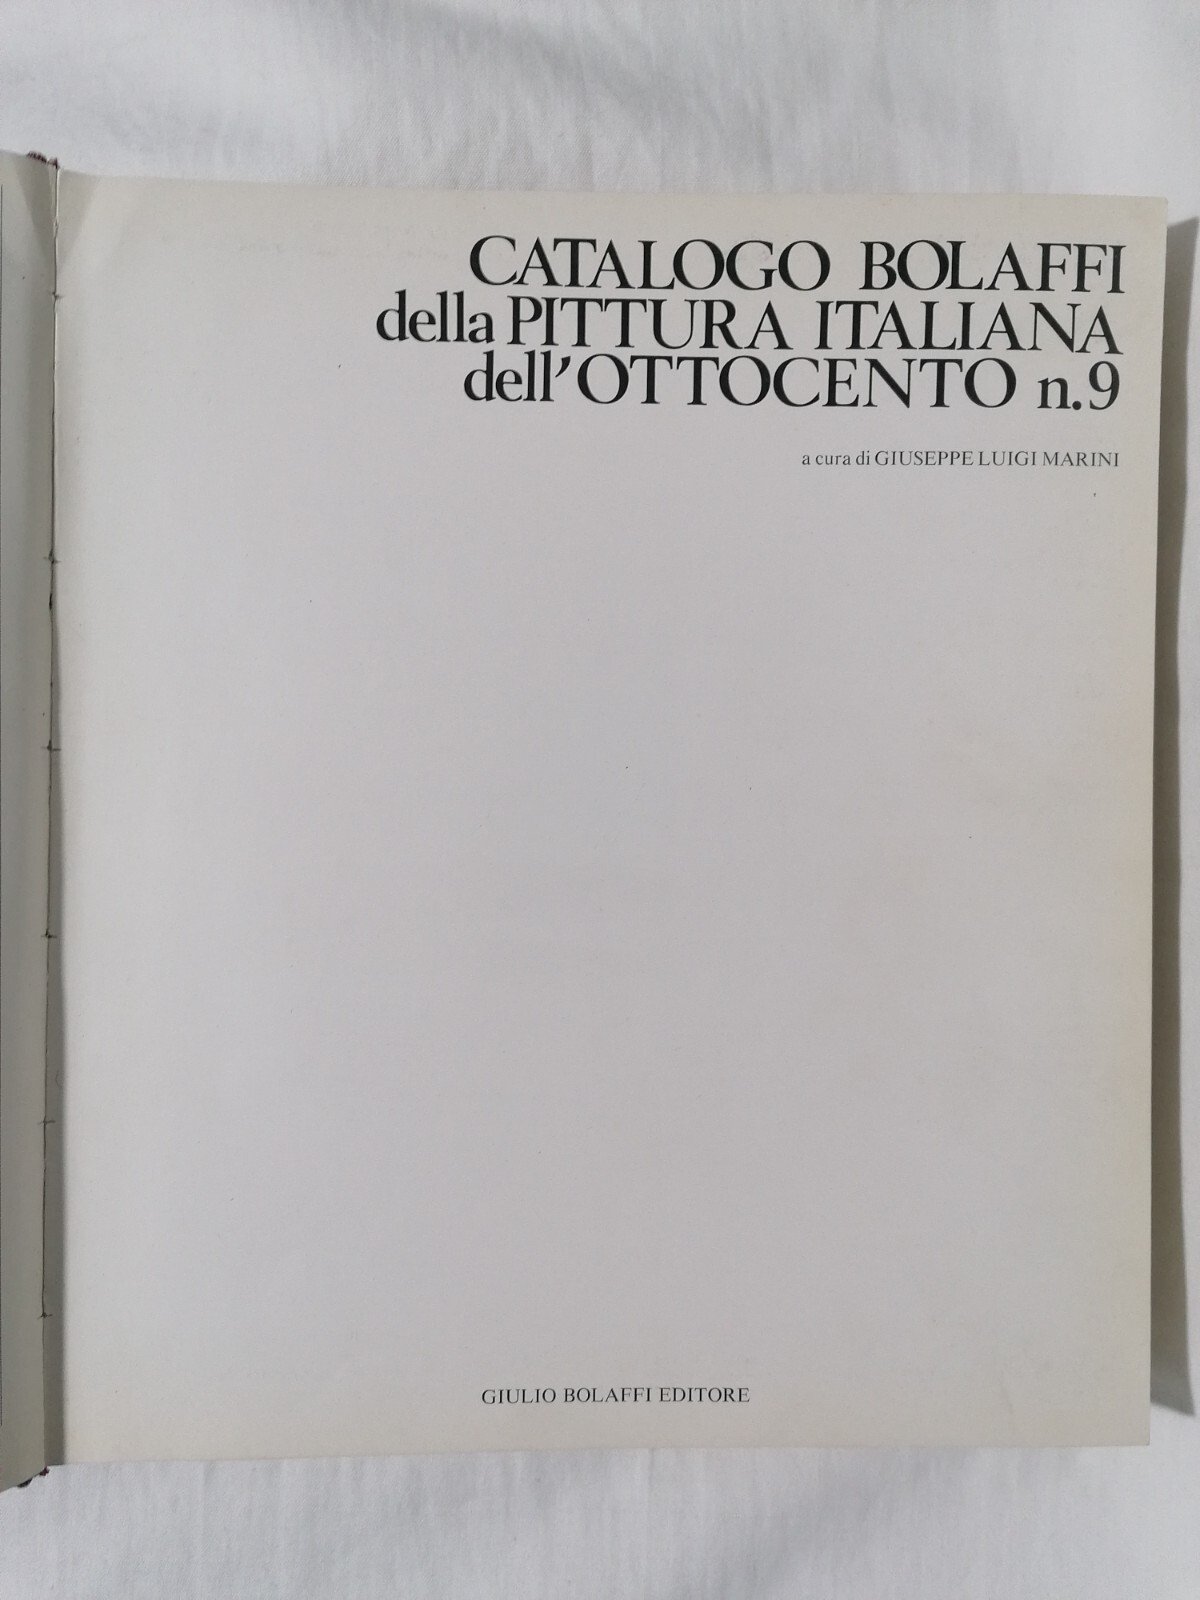 CATALOGO BOLAFFI
della PITTURA ITALIANA
dell'OTTOCENTO n.9
a cura di GIUSEPPE LUIGI MARINI
GIULIO BOLAFFI EDITORE